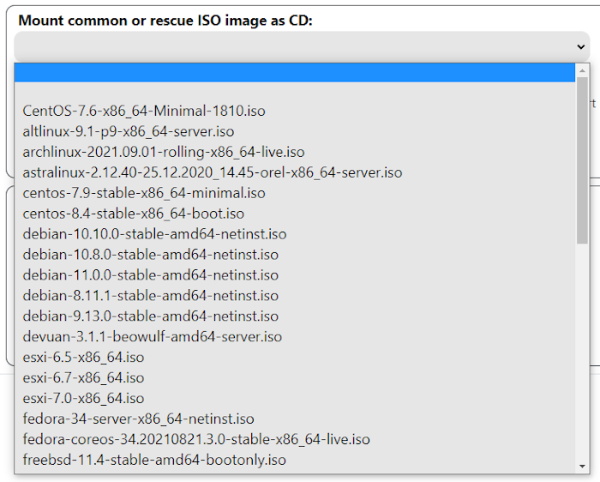 Mount common or rescue ISO image as CD:
CentOS-7.6-x86_64-Minimal-1810.iso
altlinux-9.1-p9-x86_64-server.iso
archlinux-2021.09.01-rolling-x86_64-live.iso
astralinux-2.12.40-25.12.2020_14.45-orel-x86_64-server.iso
centos-7.9-stable-x86_64-minimal.iso
centos-8.4-stable-x86_64-boot.iso
debian-10.10.0-stable-amd64-netinst.iso
debian-10.8.0-stable-amd64-netinst.iso
debian-11.0.0-stable-amd64-netinst.iso
debian-8.11.1-stable-amd64-netinst.iso
debian-9.13.0-stable-amd64-netinst.iso
devuan-3.1.1-beowulf-amd64-server.iso
esxi-6.5-x86_64.iso
esxi-6.7-x86_64.iso
esxi-7.0-x86_64.iso
fedora-34-server-x86_64-netinst.iso
fedora-coreos-34.20210821.3.0-stable-x86_64-live.iso
freebsd-11.4-stable-amd64-bootonly.iso